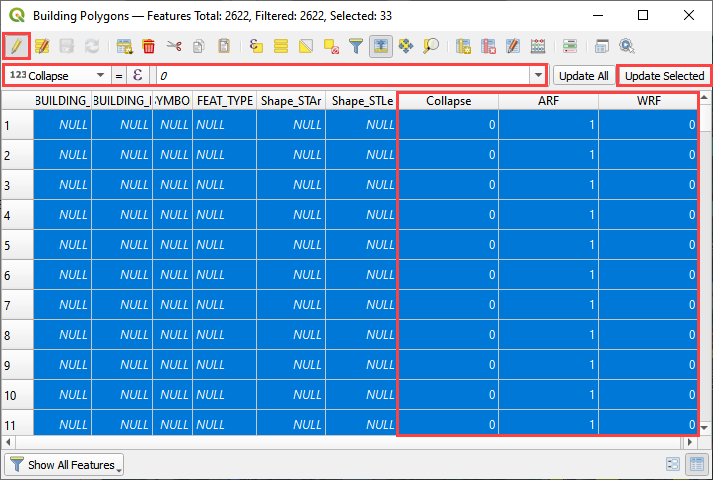 Building Polygons — Features Total: 2622, Filtered: 2622, Selected: 33
123 Collapse = ε 0 Update All Update Selected
BUILDING_ BUILDING_I YMBO FEAT_TYPE Shape_STAr Shape_STLe Collapse ARF WRF
1 NULL NULL NULL NULL NULL NULL 0 1 0
2 NULL NULL NULL NULL NULL NULL 0 1 0
3 NULL NULL NULL NULL NULL NULL 0 1 0
4 NULL NULL NULL NULL NULL NULL 0 1 0
5 NULL NULL NULL NULL NULL NULL 0 1 0
6 NULL NULL NULL NULL NULL NULL 0 1 0
7 NULL NULL NULL NULL NULL NULL 0 1 0
8 NULL NULL NULL NULL NULL NULL 0 1 0
9 NULL NULL NULL NULL NULL NULL 0 1 0
10 NULL NULL NULL NULL NULL NULL 0 1 0
11 NULL NULL NULL NULL NULL NULL 0 1 0
Show All Features